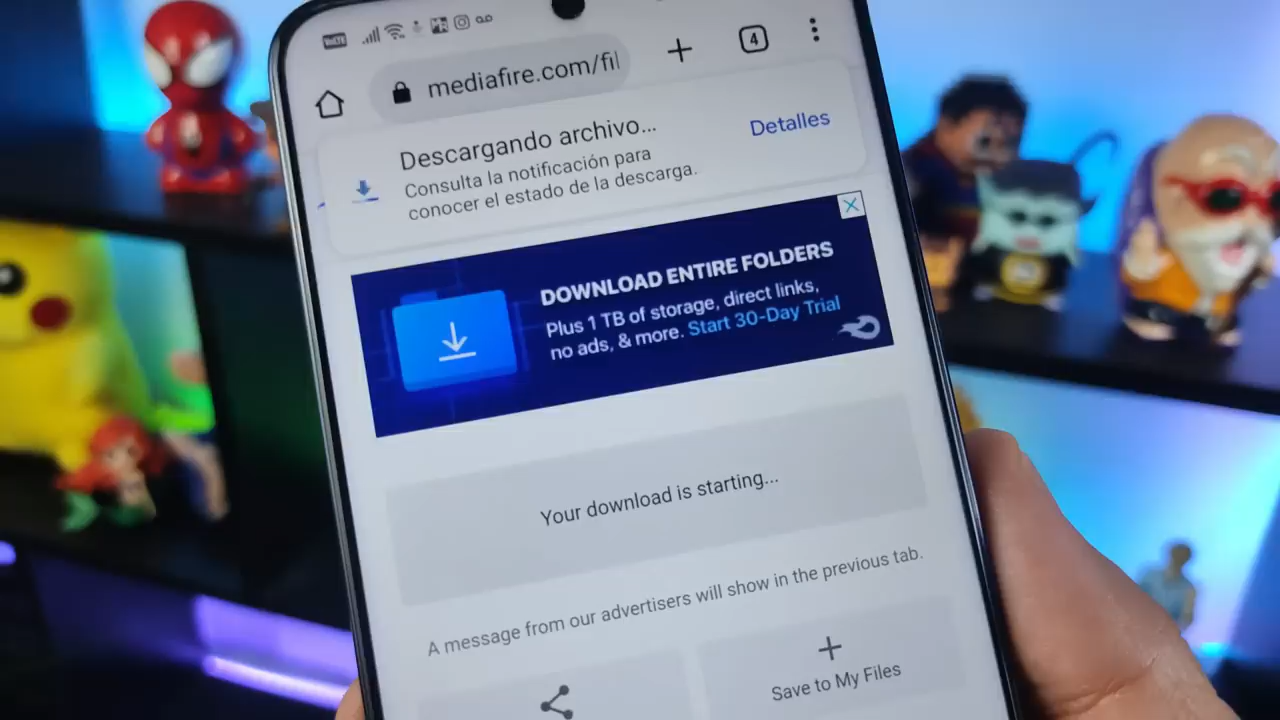 VoLTE
mediafire.com/fil
4
Descargando archivo...
Detalles
Consulta la notificación para
conocer el estado de la descarga.
DOWNLOAD ENTIRE FOLDERS
Plus 1 TB of storage, direct links,
no ads, & more. Start 30-Day Trial
Your download is starting...
A message from our advertisers will show in the previous tab.
Save to My Files